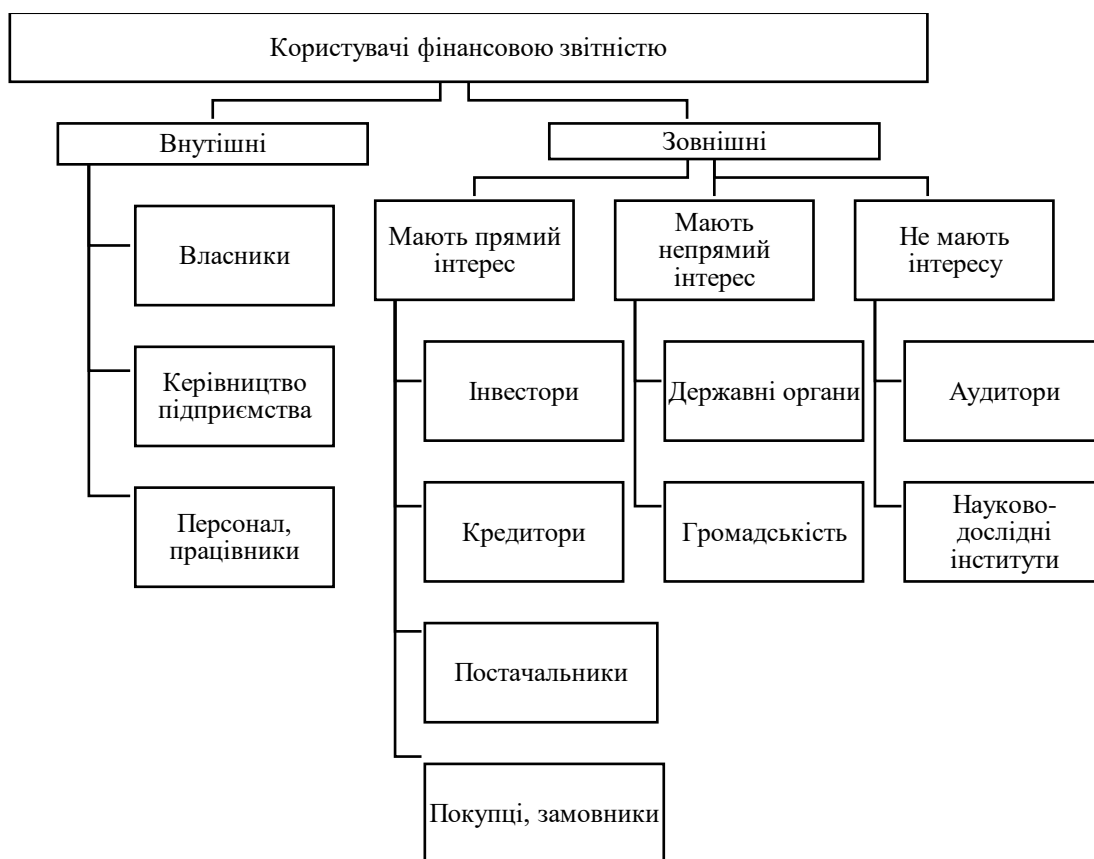 Користувачі фінансовою звітністю
Внутішні
Зовнішні
Власники
Керівництво
підприємства
Персонал,
працівники
Мають прямий
інтерес
Інвестори
Кредитори
Постачальники
Покупці, замовники
Мають
непрямий
інтерес
Державні органи
Громадськість
Не мають
інтересу
Аудитори
Науково-
дослідні
інститути